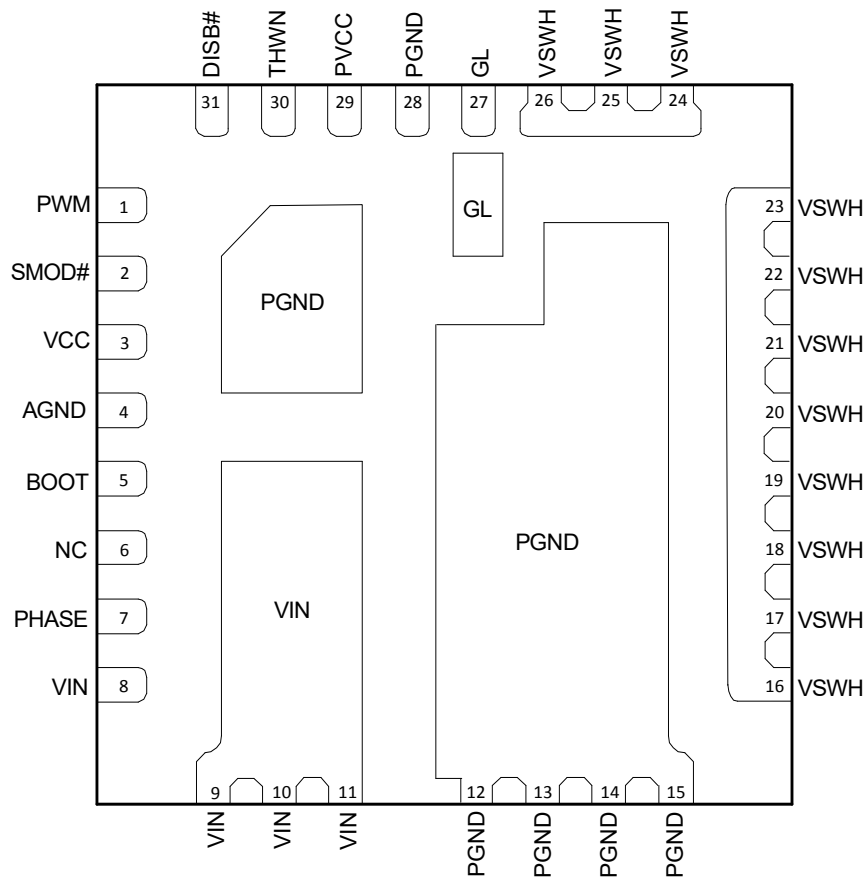 DISB#
THWN
PVCC
PGND
GL
VSWH
VSWH
VSWH
31
30
29
28
27
26
25
24
PWM
1
SMOD#
2
VCC
3
AGND
4
BOOT
5
NC
6
PHASE
7
VIN
8
GL
PGND
VIN
PGND
23
VSWH
22
VSWH
21
VSWH
20
VSWH
19
VSWH
18
VSWH
17
VSWH
16
VSWH
9
10
11
12
13
14
15
VIN
VIN
VIN
PGND
PGND
PGND
PGND